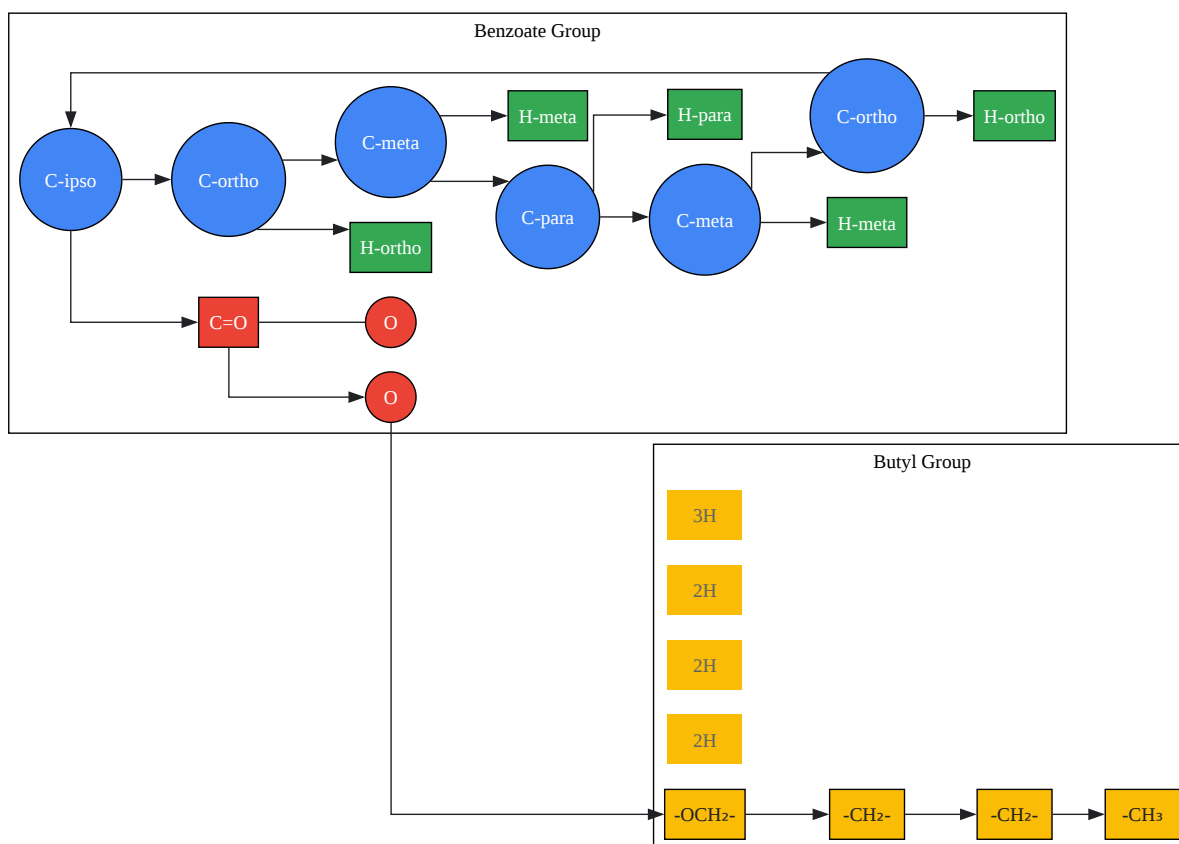 Benzoate Group
C-ipso
C-ortho
C-meta
H-meta
H-para
C-ortho
H-ortho
H-ortho
C-para
C-meta
H-meta
C=O
O
O
Butyl Group
3H
2H
2H
2H
-OCH₂-
-CH₂-
-CH₂-
-CH₃